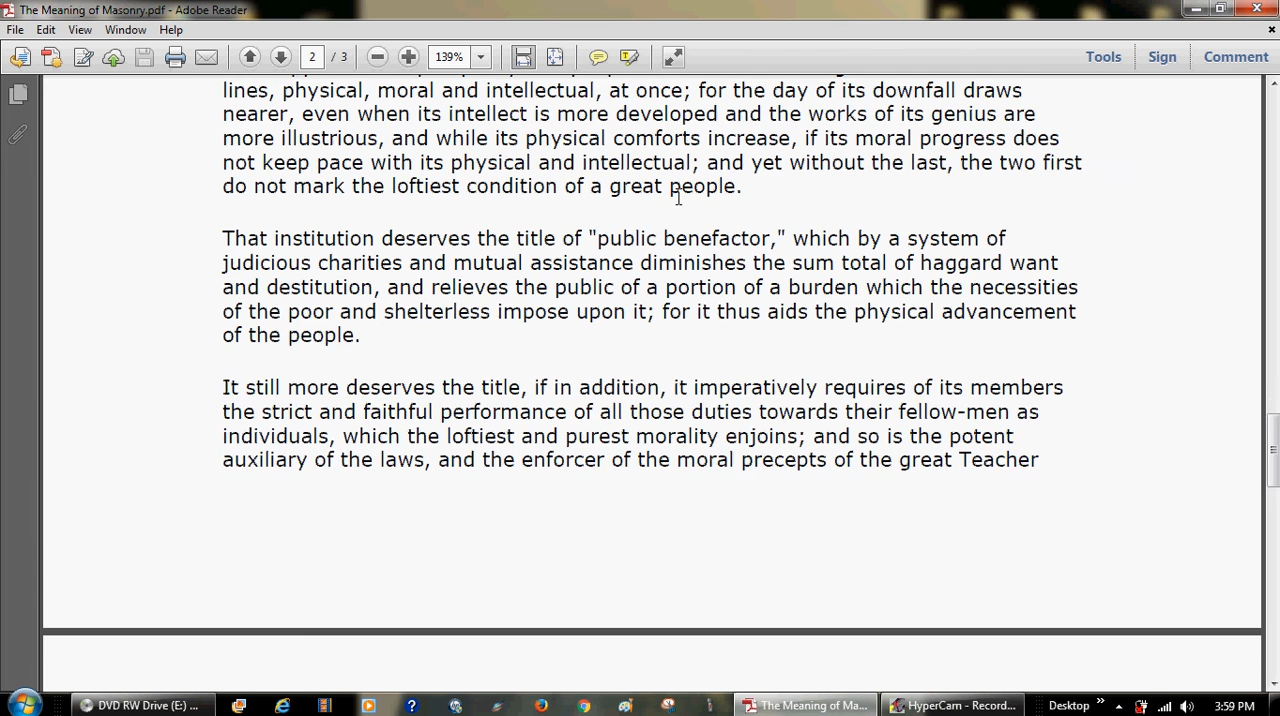 The Meaning of Masonry.pdf - Adobe Reader
File Edit View Window Help
2 / 3 139% Tools Sign Comment
lines, physical, moral and intellectual, at once; for the day of its downfall draws
nearer, even when its intellect is more developed and the works of its genius are
more illustrious, and while its physical comforts increase, if its moral progress does
not keep pace with its physical and intellectual; and yet without the last, the two first
do not mark the loftiest condition of a great people.
That institution deserves the title of "public benefactor," which by a system of
judicious charities and mutual assistance diminishes the sum total of haggard want
and destitution, and relieves the public of a portion of a burden which the necessities
of the poor and shelterless impose upon it; for it thus aids the physical advancement
of the people.
It still more deserves the title, if in addition, it imperatively requires of its members
the strict and faithful performance of all those duties towards their fellow-men as
individuals, which the loftiest and purest morality enjoins; and so is the potent
auxiliary of the laws, and the enforcer of the moral precepts of the great Teacher
DVD RW Drive (E:) ... The Meaning of Ma... HyperCam - Record... Desktop 3:59 PM